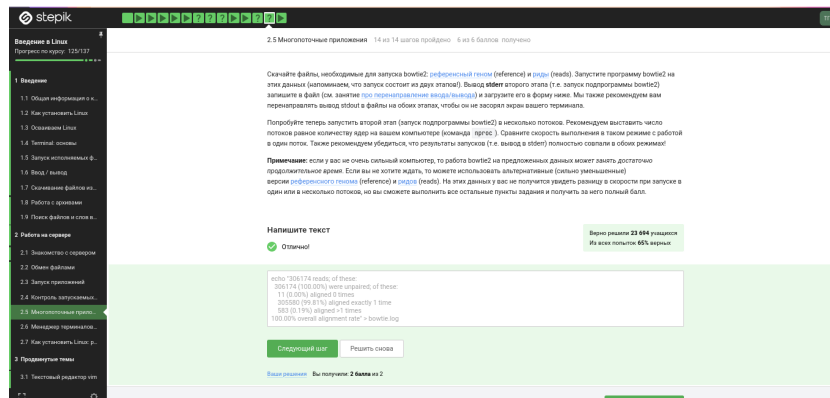 stepik
Введение в Linux
Прогресс по курсу: 125/137
1 Введение
1.1 Общая информация о к...
1.2 Как установить Linux
1.3 Осваиваем Linux
1.4 Terminal: основы
1.5 Запуск исполняемых ф...
1.6 Ввод / вывод
1.7 Скачивание файлов из...
1.8 Работа с архивами
1.9 Поиск файлов и слов в...
2 Работа на сервере
2.1 Знакомство с сервером
2.2 Обмен файлами
2.3 Запуск приложений
2.4 Контроль запускаемых...
2.5 Многопоточные прило...
2.6 Менеджер терминалов...
2.7 Как установить Linux: р...
3 Продвинутые темы
3.1 Текстовый редактор vim
2.5 Многопоточные приложения 14 из 14 шагов пройдено 6 из 6 баллов получено
Скачайте файлы, необходимые для запуска bowtie2: референсный геном (reference) и риды (reads). Запустите программу bowtie2 на
этих данных (напоминаем, что запуск состоит из двух этапов!). Вывод stderr второго этапа (т.е. запуск подпрограммы bowtie2)
запишите в файл (см. занятие про перенаправление ввода/вывода) и загрузите его в форму ниже. Мы также рекомендуем вам
перенаправлять вывод stdout в файлы на обоих этапах, чтобы он не засорял экран вашего терминала.
Попробуйте теперь запустить второй этап (запуск подпрограммы bowtie2) в несколько потоков. Рекомендуем выставить число
потоков равное количеству ядер на вашем компьютере (команда nproc ). Сравните скорость выполнения в таком режиме с работой
в один поток. Также рекомендуем убедиться, что результаты запусков (т.е. вывод в stderr) полностью совпали в обоих режимах!
Примечание: если у вас не очень сильный компьютер, то работа bowtie2 на предложенных данных может занять достаточно
продолжительное время. Если вы не хотите ждать, то можете использовать альтернативные (сильно уменьшенные)
версии референсного генома (reference) и ридов (reads). На этих данных у вас не получится увидеть разницу в скорости при запуске в
один или в несколько потоков, но вы сможете выполнить все остальные пункты задания и получить за него полный балл.
Напишите текст
Отлично!
Верно решили 23 694 учащихся
Из всех попыток 65% верных
echo "306174 reads; of these:
306174 (100.00%) were unpaired; of these:
11 (0.00%) aligned 0 times
305580 (99.81%) aligned exactly 1 time
583 (0.19%) aligned >1 times
100.00% overall alignment rate" > bowtie.log
Следующий шаг Решить снова
Ваши решения Вы получили: 2 балла из 2